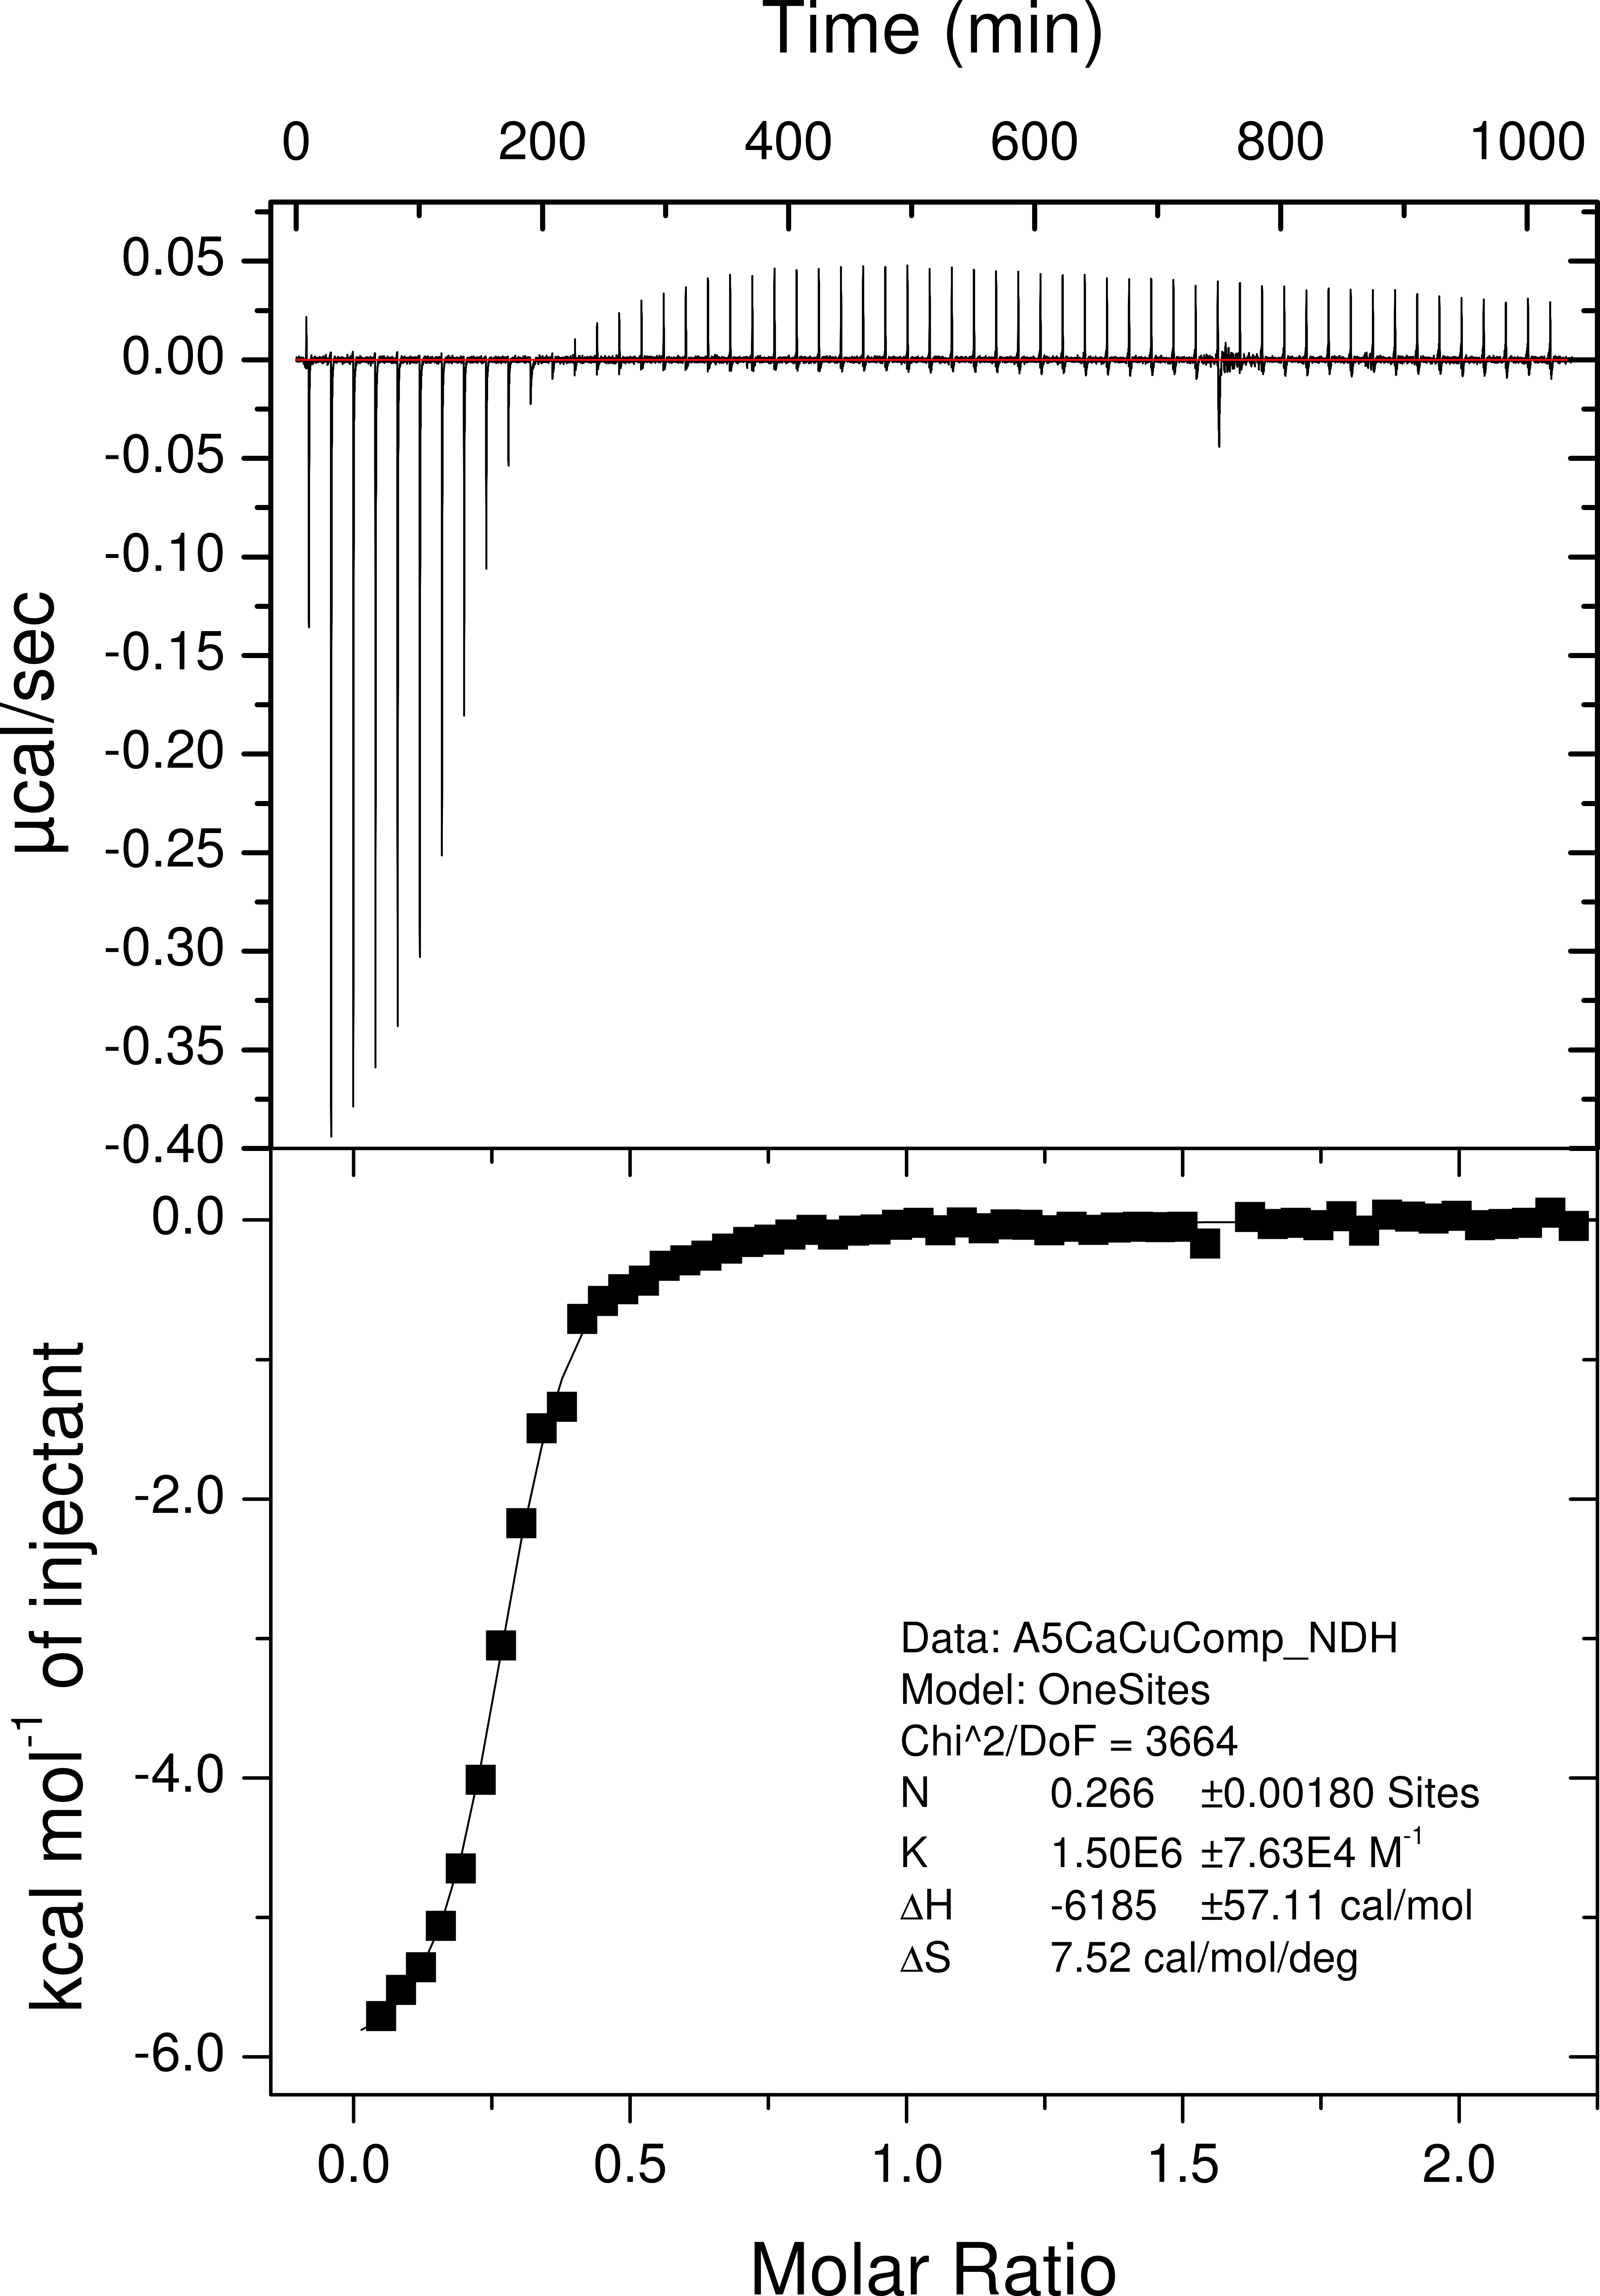 Time (min)
0 200 400 600 800 1000
0.05
0.00
-0.05
-0.10
-0.15
-0.20
-0.25
-0.30
-0.35
-0.40
µcal/sec
0.0
-2.0
-4.0
-6.0
kcal mol-1 of injectant
Data: A5CaCuComp_NDH
Model: OneSites
Chi^2/DoF = 3664
N 0.266 ±0.00180 Sites
K 1.50E6 ±7.63E4 M-1
ΔH -6185 ±57.11 cal/mol
ΔS 7.52 cal/mol/deg
0.0 0.5 1.0 1.5 2.0
Molar Ratio